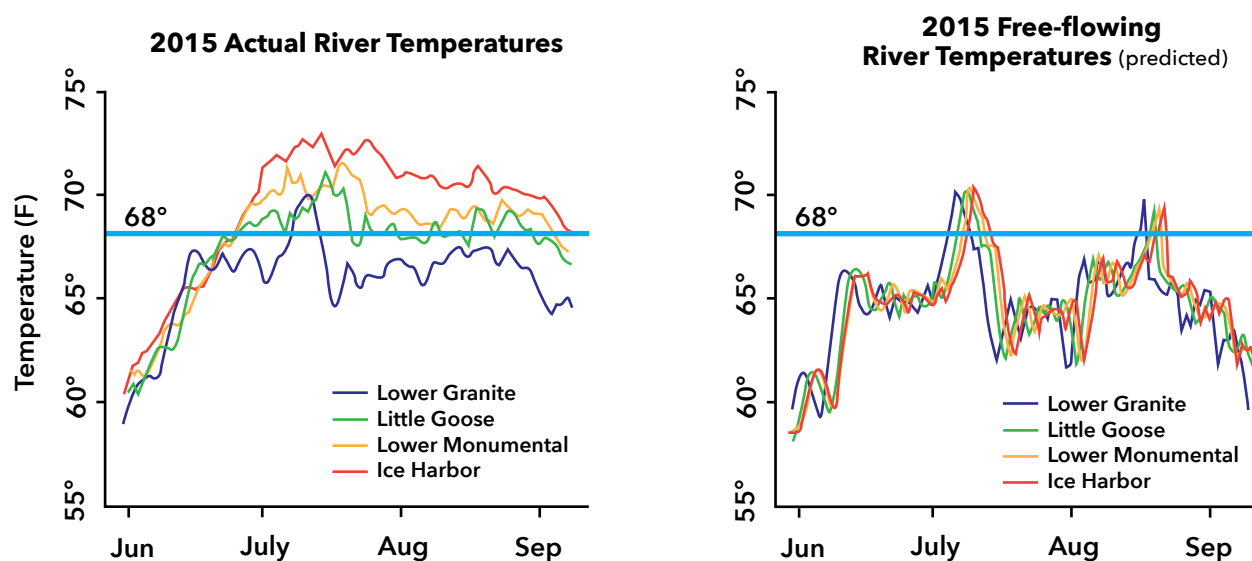 2015 Actual River Temperatures
Temperature (F)
75°
70°
65°
60°
55°
68°
Lower Granite
Little Goose
Lower Monumental
Ice Harbor
Jun
July
Aug
Sep
2015 Free-flowing
River Temperatures (predicted)
75°
70°
65°
60°
55°
68°
Lower Granite
Little Goose
Lower Monumental
Ice Harbor
Jun
July
Aug
Sep